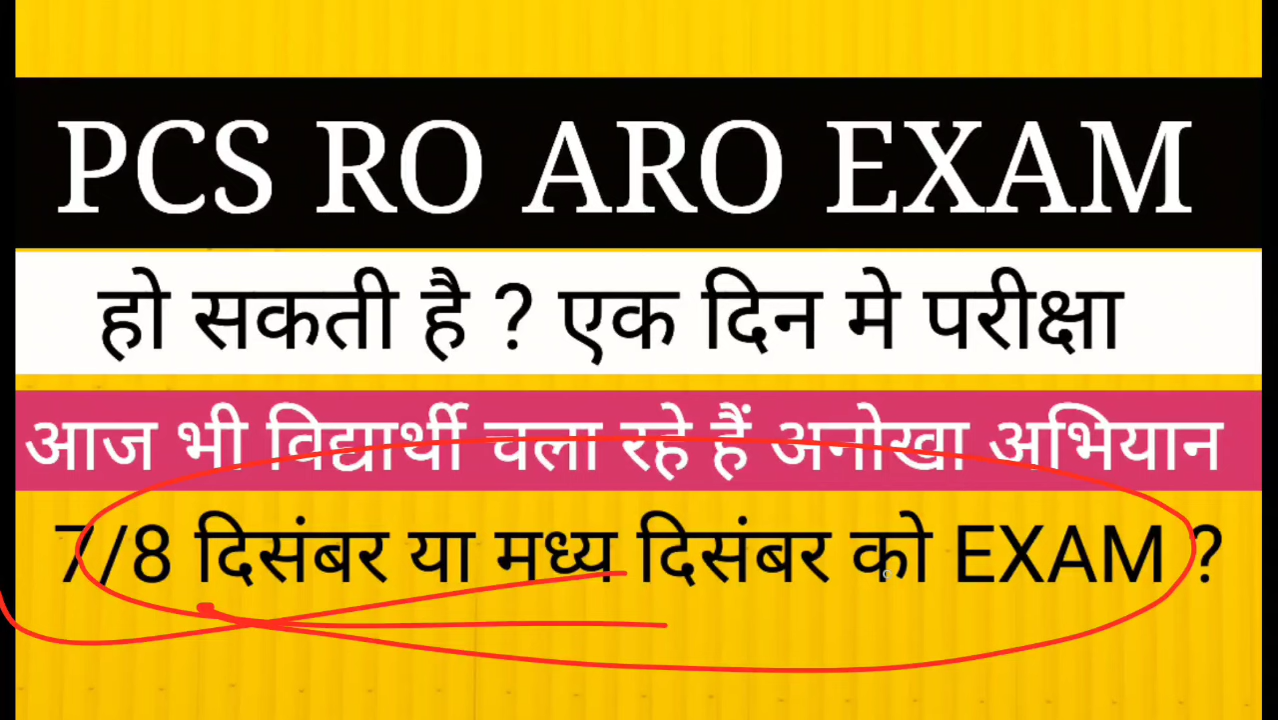 PCS RO ARO EXAM
हो सकती है ? एक दिन मे परीक्षा
आज भी विद्यार्थी चला रहे हैं अनोखा अभियान
7/8 दिसंबर या मध्य दिसंबर को EXAM ?